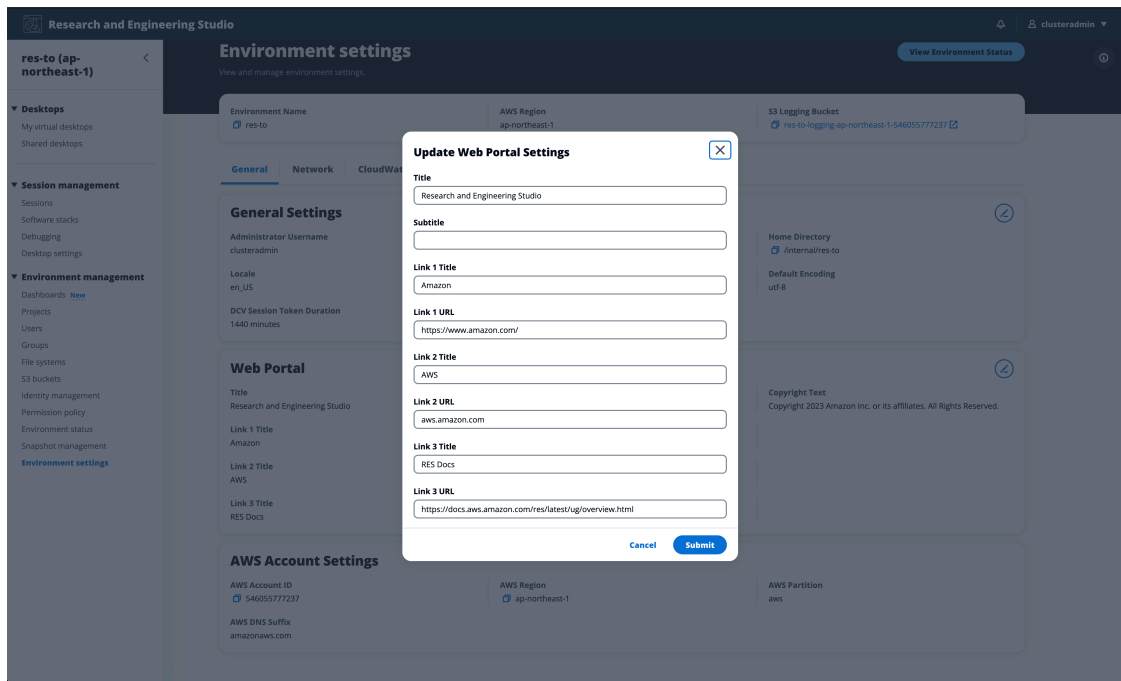 Research and Engineering Studio
clusteradmin
res-to (ap-
northeast-1)
Desktops
My virtual desktops
Shared desktops
Session management
Sessions
Software stacks
Debugging
Desktop settings
Environment management
Dashboards New
Projects
Users
Groups
File systems
S3 buckets
Identity management
Permission policy
Environment status
Snapshot management
Environment settings
Environment settings
View and manage environment settings.
View Environment Status
Environment Name
res-to
AWS Region
ap-northeast-1
S3 Logging Bucket
res-to-logging-ap-northeast-1-546055777237
General Network CloudWat
General Settings
Administrator Username
clusteradmin
Home Directory
/internal/res-to
Locale
en_US
Default Encoding
utf-8
DCV Session Token Duration
1440 minutes
Web Portal
Title
Research and Engineering Studio
Copyright Text
Copyright 2023 Amazon Inc. or its affiliates. All Rights Reserved.
Link 1 Title
Amazon
Link 2 Title
AWS
Link 3 Title
RES Docs
AWS Account Settings
AWS Account ID
546055777237
AWS Region
ap-northeast-1
AWS Partition
aws
AWS DNS Suffix
amazonaws.com
Update Web Portal Settings
Title
Research and Engineering Studio
Subtitle
Link 1 Title
Amazon
Link 1 URL
https://www.amazon.com/
Link 2 Title
AWS
Link 2 URL
aws.amazon.com
Link 3 Title
RES Docs
Link 3 URL
https://docs.aws.amazon.com/res/latest/ug/overview.html
Cancel Submit